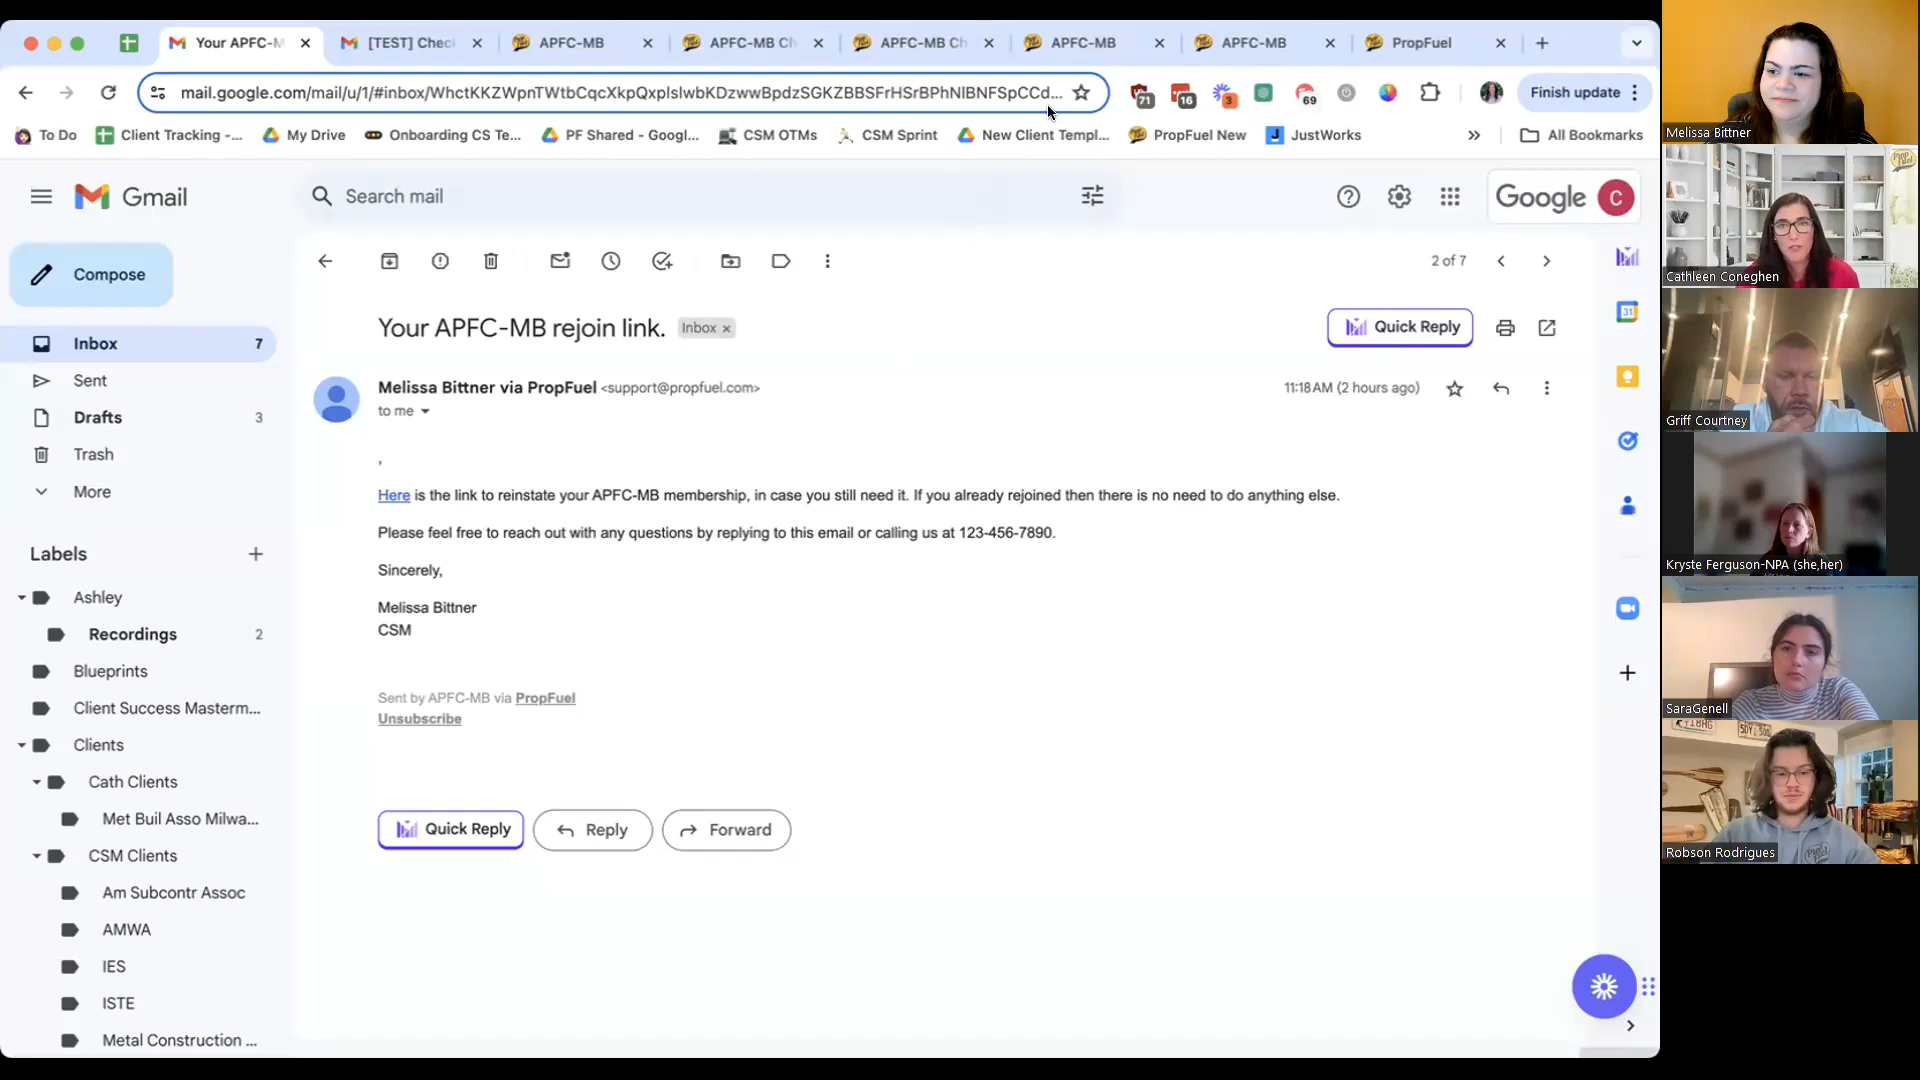 Your APFC-M
[TEST] Chec
APFC-MB
APFC-MB Ch
APFC-MB Ch
APFC-MB
APFC-MB
PropFuel
mail.google.com/mail/u/1/#inbox/WhctKKZWpnTWtbCqcXkpQxplslwbKDzwwBpdzSGKZBBSFrHSrBPhNlBNFSpCCd...
71
16
3
69
Finish update
To Do
Client Tracking -...
My Drive
Onboarding CS Te...
PF Shared - Googl...
CSM OTMs
CSM Sprint
New Client Templ...
PropFuel New
JustWorks
»
All Bookmarks
Gmail
Search mail
Google
C
Compose
Inbox 7
Sent
Drafts 3
Trash
More
Labels
Ashley
Recordings 2
Blueprints
Client Success Masterm...
Clients
Cath Clients
Met Buil Asso Milwa...
CSM Clients
Am Subcontr Assoc
AMWA
IES
ISTE
Metal Construction ...
2 of 7
Your APFC-MB rejoin link.
Inbox ×
Quick Reply
Melissa Bittner via PropFuel <support@propfuel.com>
11:18 AM (2 hours ago)
to me
,
Here is the link to reinstate your APFC-MB membership, in case you still need it. If you already rejoined then there is no need to do anything else.
Please feel free to reach out with any questions by replying to this email or calling us at 123-456-7890.
Sincerely,
Melissa Bittner
CSM
Sent by APFC-MB via PropFuel
Unsubscribe
Quick Reply
Reply
Forward
31
Melissa Bittner
Prop Fuel
Cathleen Coneghen
Griff Courtney
Kryste Ferguson-NPA (she,her)
SaraGenell
Robson Rodrigues